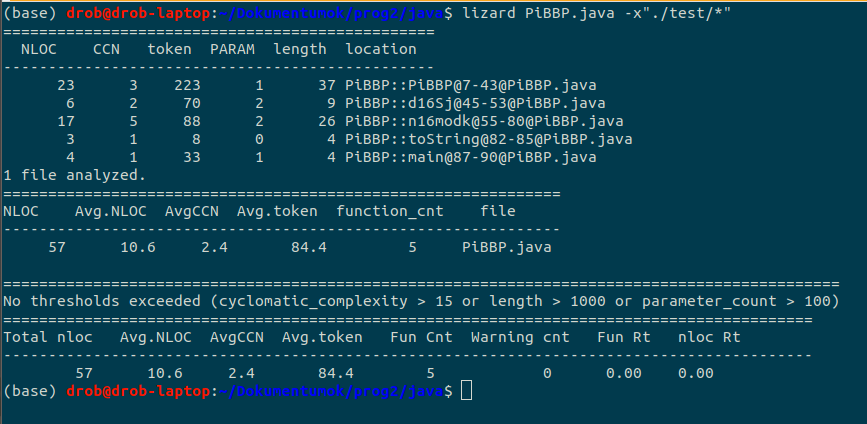 (base) drob@drob-laptop:~/Dokumentumok/prog2/java$ lizard PiBBP.java -x"./test/*"
================================================
  NLOC    CCN   token  PARAM  length  location
------------------------------------------------
      23      3    223      1      37 PiBBP::PiBBP@7-43@PiBBP.java
       6      2     70      2       9 PiBBP::d16Sj@45-53@PiBBP.java
      17      5     88      2      26 PiBBP::n16modk@55-80@PiBBP.java
       3      1      8      0       4 PiBBP::toString@82-85@PiBBP.java
       4      1     33      1       4 PiBBP::main@87-90@PiBBP.java
1 file analyzed.
==============================================================
NLOC    Avg.NLOC  AvgCCN  Avg.token  function_cnt    file
--------------------------------------------------------------
     57      10.6     2.4       84.4         5     PiBBP.java
=============================================================================================
No thresholds exceeded (cyclomatic_complexity > 15 or length > 1000 or parameter_count > 100)
==========================================================================================
Total nloc   Avg.NLOC  AvgCCN  Avg.token   Fun Cnt  Warning cnt   Fun Rt   nloc Rt
------------------------------------------------------------------------------------------
        57      10.6     2.4       84.4        5            0      0.00    0.00
(base) drob@drob-laptop:~/Dokumentumok/prog2/java$